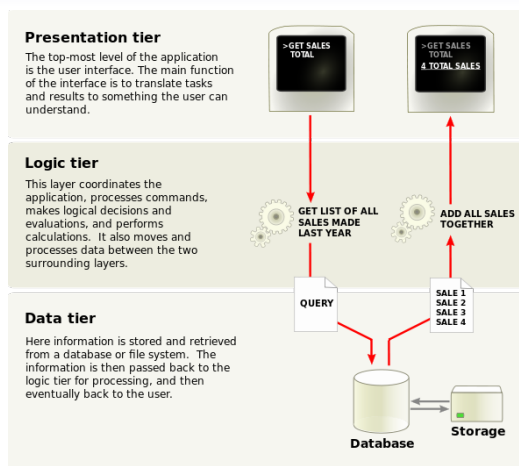 Presentation tier
The top-most level of the application
is the user interface. The main function
of the interface is to translate tasks
and results to something the user can
understand.
>GET SALES
TOTAL
>GET SALES
TOTAL
4 TOTAL SALES
Logic tier
This layer coordinates the
application, processes commands,
makes logical decisions and
evaluations, and performs
calculations. It also moves and
processes data between the two
surrounding layers.
GET LIST OF ALL
SALES MADE
LAST YEAR
ADD ALL SALES
TOGETHER
QUERY
SALE 1
SALE 2
SALE 3
SALE 4
Data tier
Here information is stored and retrieved
from a database or file system. The
information is then passed back to the
logic tier for processing, and then
eventually back to the user.
Database
Storage